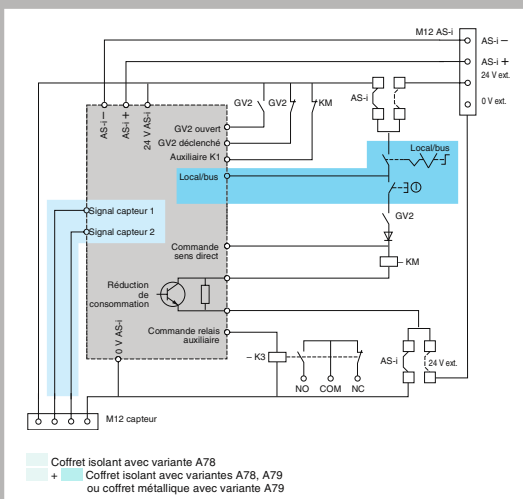 M12 AS-i
AS-i −
AS-i +
24 V ext.
0 V ext.
AS-i
GV2
GV2
KM
AS-i −
AS-i +
24 V AS-i
GV2 ouvert
GV2 déclenché
Auxiliaire K1
Local/bus
Local/bus
Signal capteur 1
Signal capteur 2
GV2
Commande
sens direct
– KM
Réduction
de
consommation
Commande relais
auxiliaire
0 V AS-i
– K3
AS-i
24 V ext.
NO
COM
NC
M12 capteur
Coffret isolant avec variante A78
+
Coffret isolant avec variantes A78, A79
ou coffret métallique avec variante A79